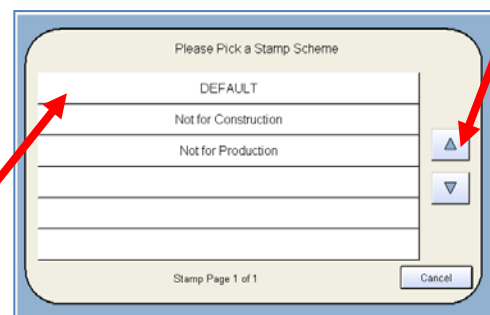 Please Pick a Stamp Scheme
DEFAULT
Not for Construction
Not for Production
Stamp Page 1 of 1
Cancel